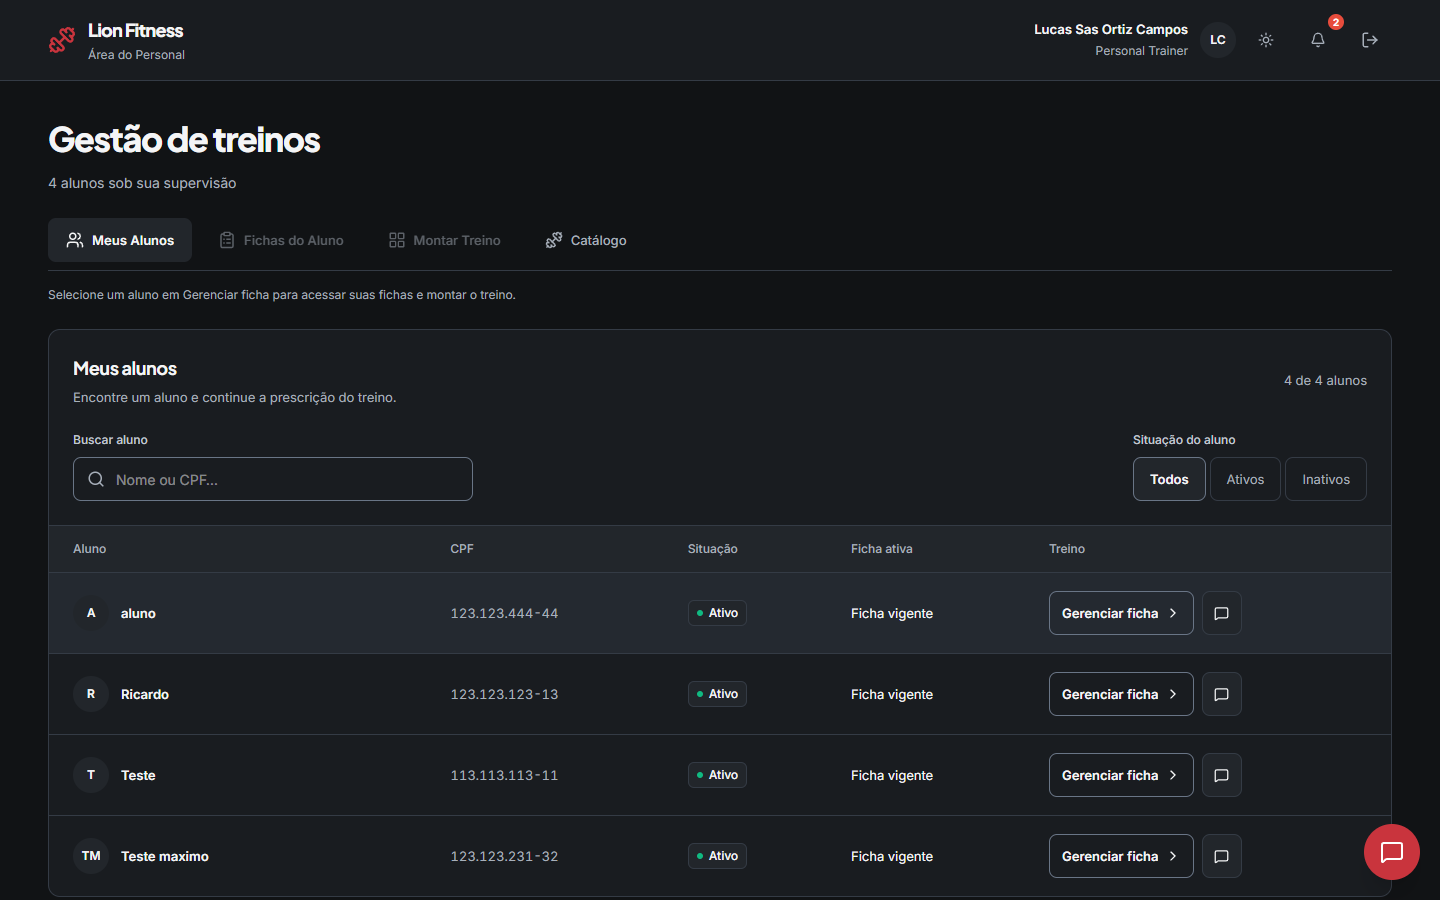 Lion Fitness
Área do Personal
Lucas Sas Ortiz Campos
Personal Trainer
LC
2
Gestão de treinos
4 alunos sob sua supervisão
Meus Alunos
Fichas do Aluno
Montar Treino
Catálogo
Selecione um aluno em Gerenciar ficha para acessar suas fichas e montar o treino.
Meus alunos
Encontre um aluno e continue a prescrição do treino.
4 de 4 alunos
Buscar aluno
Nome ou CPF...
Situação do aluno
Todos
Ativos
Inativos
Aluno CPF Situação Ficha ativa Treino
A aluno 123.123.444-44 Ativo Ficha vigente Gerenciar ficha
R Ricardo 123.123.123-13 Ativo Ficha vigente Gerenciar ficha
T Teste 113.113.113-11 Ativo Ficha vigente Gerenciar ficha
TM Teste maximo 123.123.231-32 Ativo Ficha vigente Gerenciar ficha